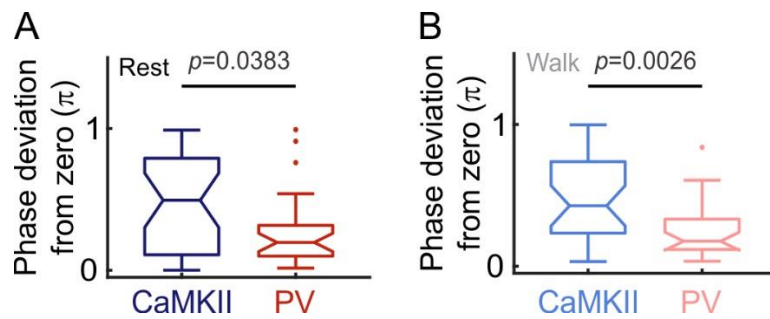 A
Rest p=0.0383
Phase deviation
from zero (π)
1
0
CaMKII PV
B
Walk p=0.0026
Phase deviation
from zero (π)
1
0
CaMKII PV